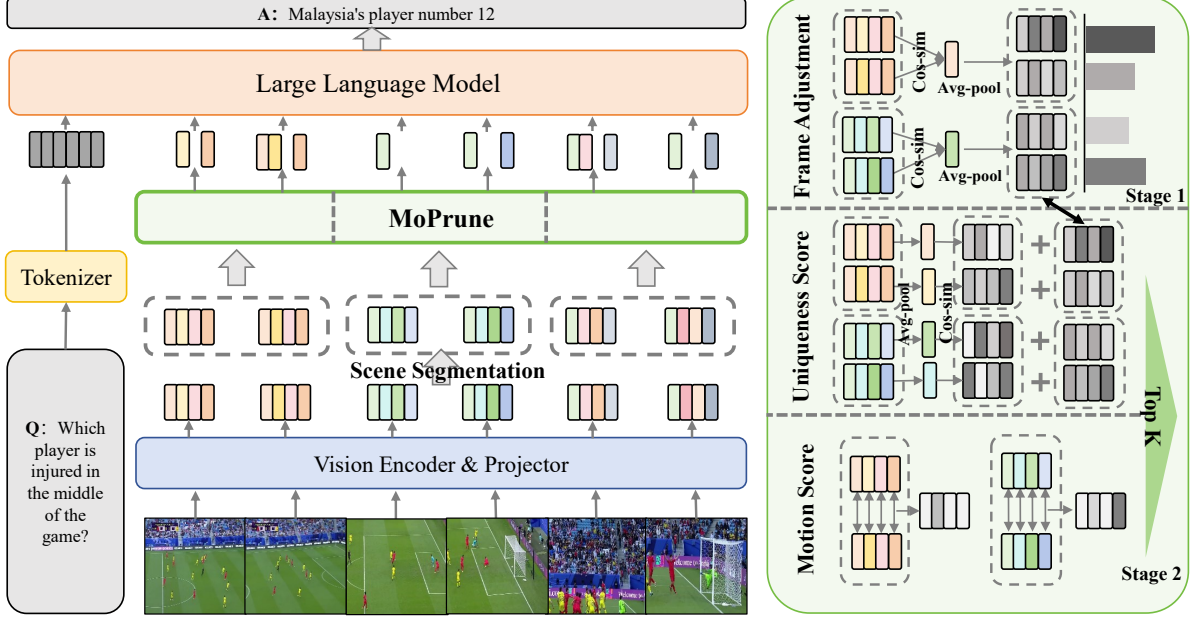 A: Malaysia's player number 12
Large Language Model
MoPrune
Tokenizer
Scene Segmentation
Q: Which
player is
injured in
the middle
of the
game?
Vision Encoder & Projector
Frame Adjustment
Cos-sim
Avg-pool
Cos-sim
Avg-pool
Stage 1
Uniqueness Score
Avg-pool
Cos-sim
+
+
+
+
Top K
Motion Score
Stage 2